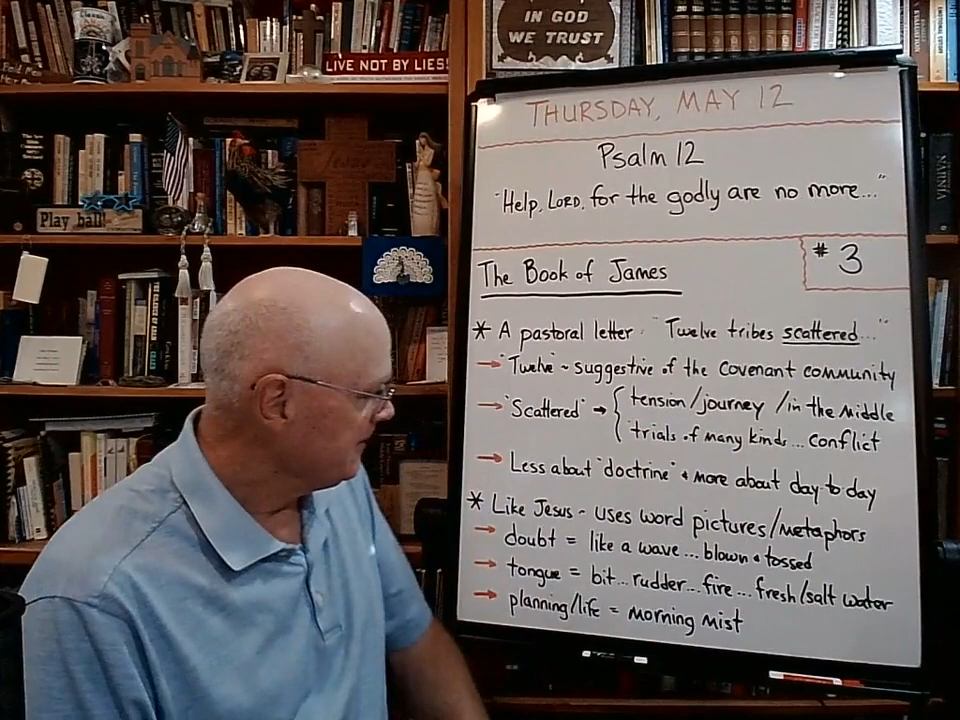 LIVE NOT BY LIES!
IN GOD
WE TRUST
Play ball!
THURSDAY, MAY 12
Psalm 12
"Help, LORD, for the godly are no more..."
The Book of James
#3
* A pastoral letter "Twelve tribes scattered..."
→ "Twelve" ~ suggestive of the covenant community
→ "Scattered" → { tension/journey /in the middle
trials of many kinds... conflict
→ Less about "doctrine" + more about day to day
* Like Jesus ~ uses word pictures/metaphors
→ doubt = like a wave... blown + tossed
→ tongue = bit... rudder... fire... fresh/salt water
→ planning/life = morning mist